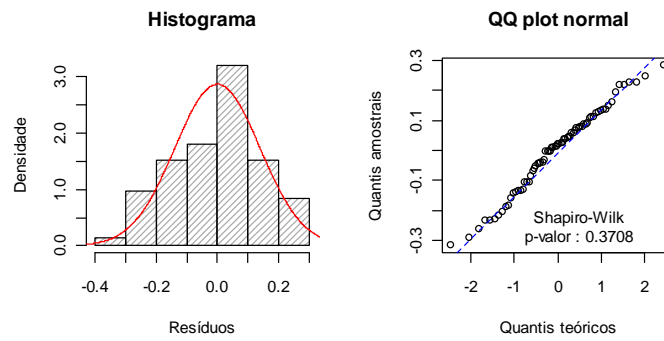 Histograma
Densidade
3.0
2.0
1.0
0.0
-0.4
-0.2
0.0
0.2
Resíduos
QQ plot normal
Quantis amostrais
0.3
0.1
-0.1
-0.3
Shapiro-Wilk
p-valor : 0.3708
-2
-1
0
1
2
Quantis teóricos